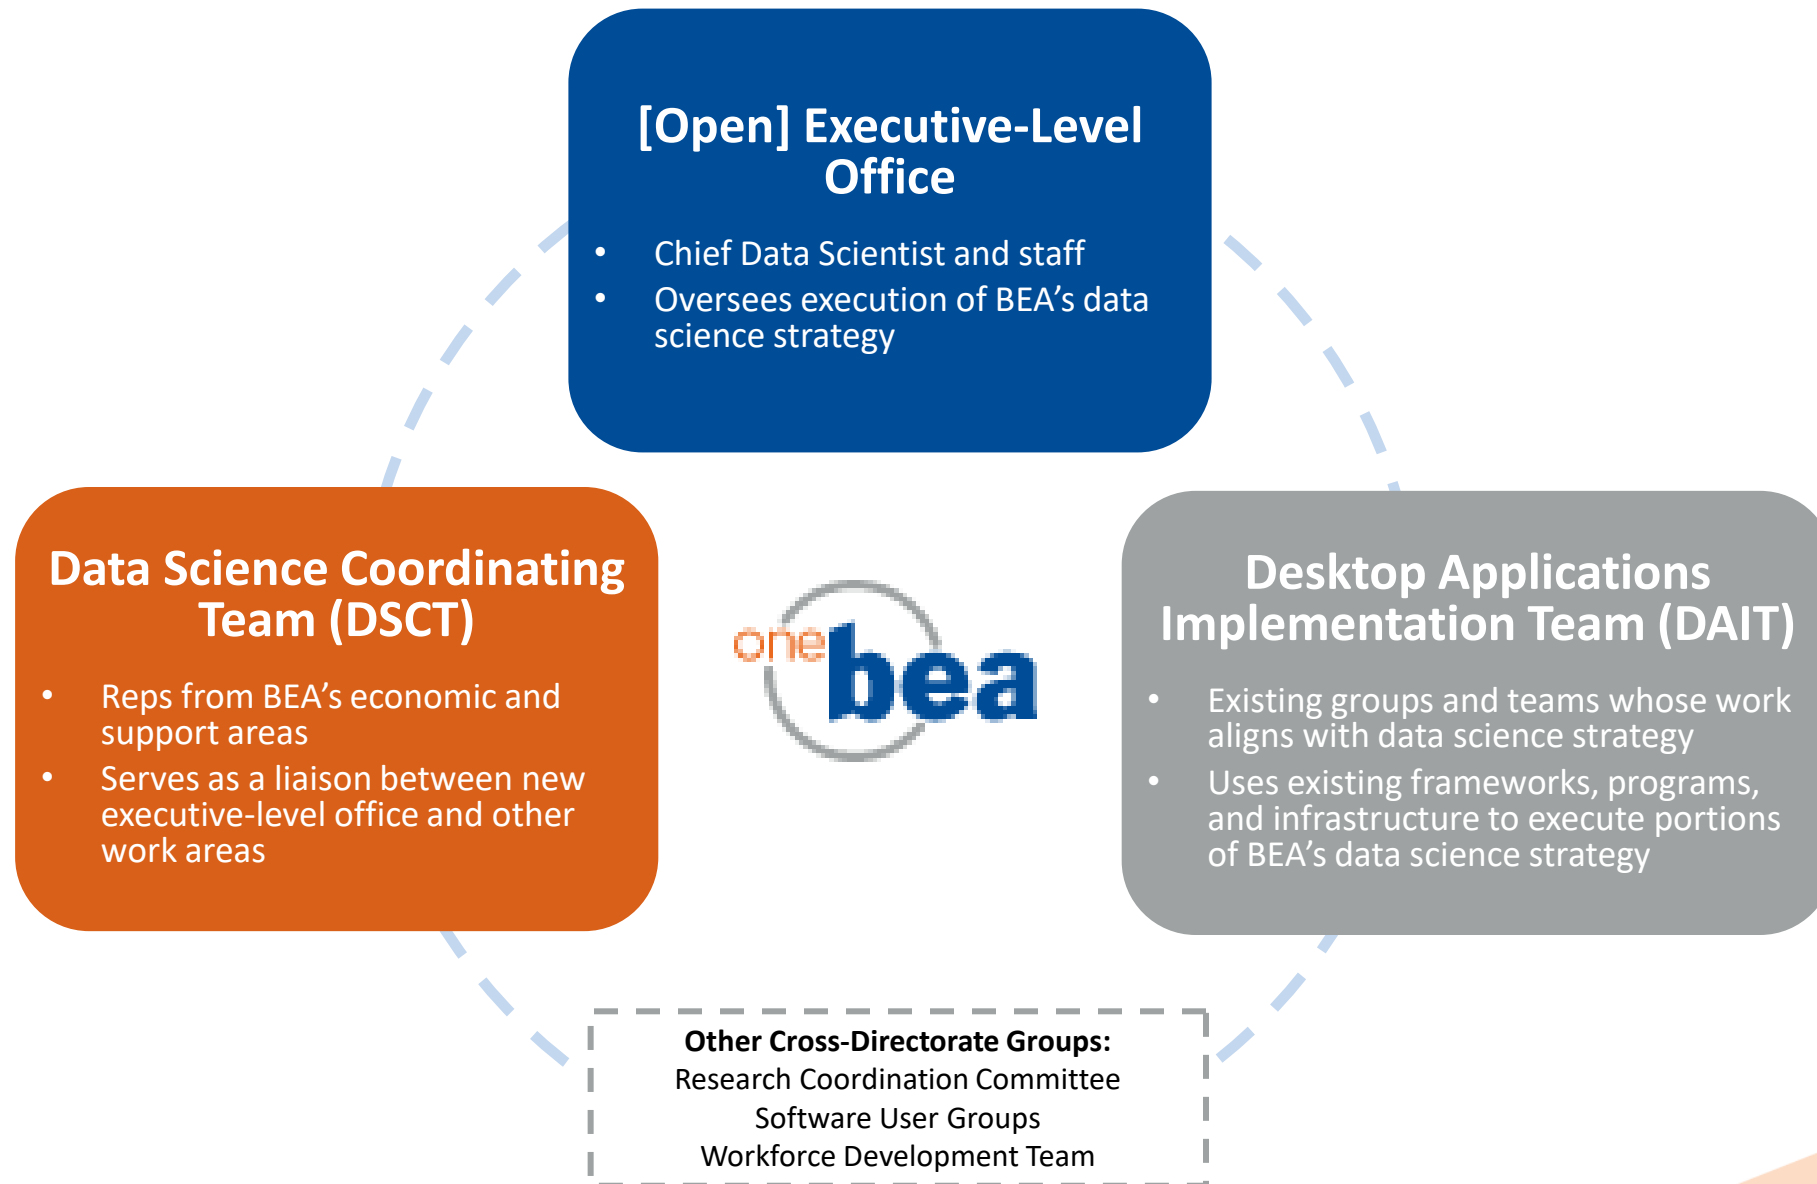 [Open] Executive-Level
Office
• Chief Data Scientist and staff
• Oversees execution of BEA’s data
science strategy
Data Science Coordinating
Team (DSCT)
• Reps from BEA’s economic and
support areas
• Serves as a liaison between new
executive-level office and other
work areas
one
bea
Desktop Applications
Implementation Team (DAIT)
• Existing groups and teams whose work
aligns with data science strategy
• Uses existing frameworks, programs,
and infrastructure to execute portions
of BEA’s data science strategy
Other Cross-Directorate Groups:
Research Coordination Committee
Software User Groups
Workforce Development Team